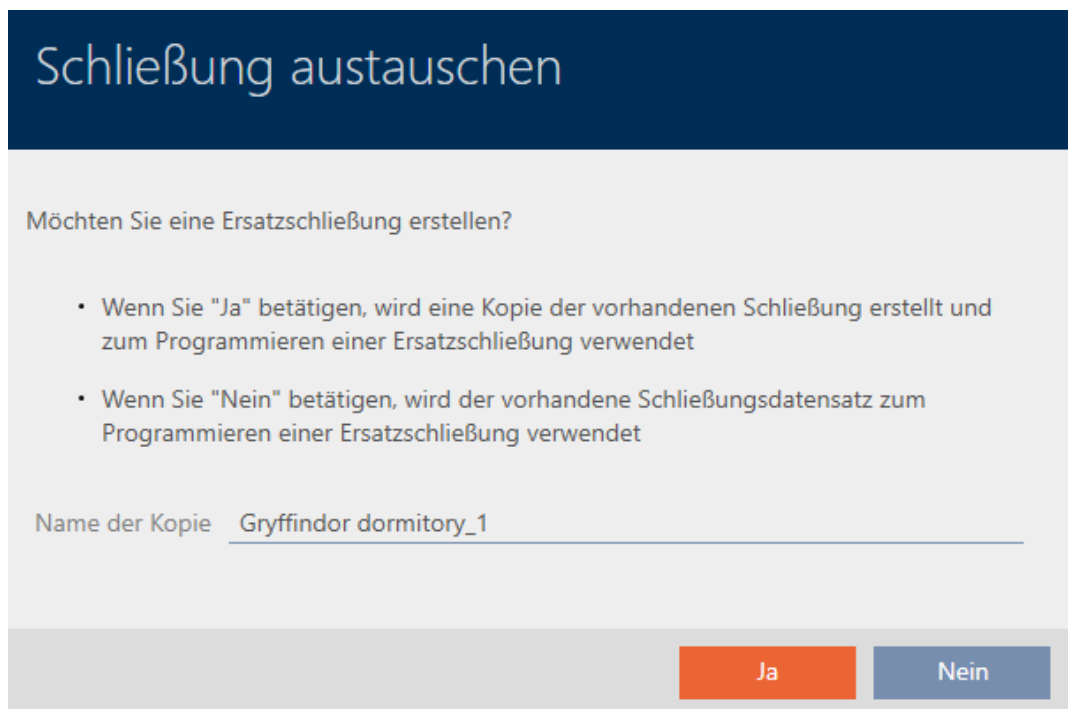 Schließung austauschen
Möchten Sie eine Ersatzschließung erstellen?
• Wenn Sie "Ja" betätigen, wird eine Kopie der vorhandenen Schließung erstellt und
zum Programmieren einer Ersatzschließung verwendet
• Wenn Sie "Nein" betätigen, wird der vorhandene Schließungsdatensatz zum
Programmieren einer Ersatzschließung verwendet
Name der Kopie Gryffindor dormitory_1
Ja Nein